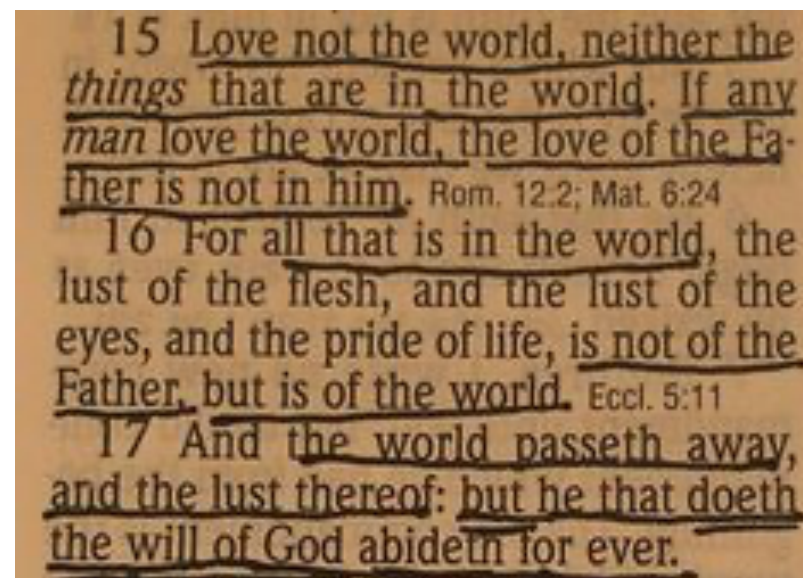 15 Love not the world, neither the
things that are in the world. If any
man love the world, the love of the Fa-
ther is not in him. Rom. 12.2; Mat. 6:24
16 For all that is in the world, the
lust of the flesh, and the lust of the
eyes, and the pride of life, is not of the
Father, but is of the world. Eccl. 5:11
17 And the world passeth away,
and the lust thereof: but he that doeth
the will of God abideth for ever.